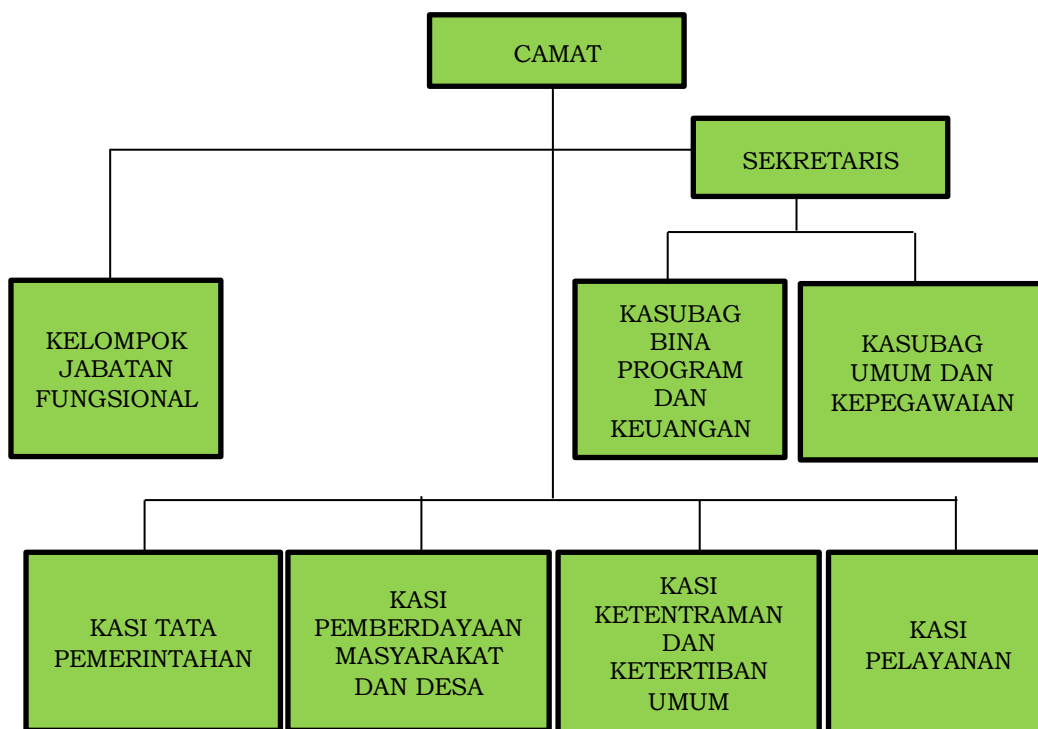 CAMAT
SEKRETARIS
KELOMPOK
JABATAN
FUNGSIONAL
KASUBAG
BINA
PROGRAM
DAN
KEUANGAN
KASUBAG
UMUM DAN
KEPEGAWAIAN
KASI TATA
PEMERINTAHAN
KASI
PEMBERDAYAAN
MASYARAKAT
DAN DESA
KASI
KETENTRAMAN
DAN
KETERTIBAN
UMUM
KASI
PELAYANAN